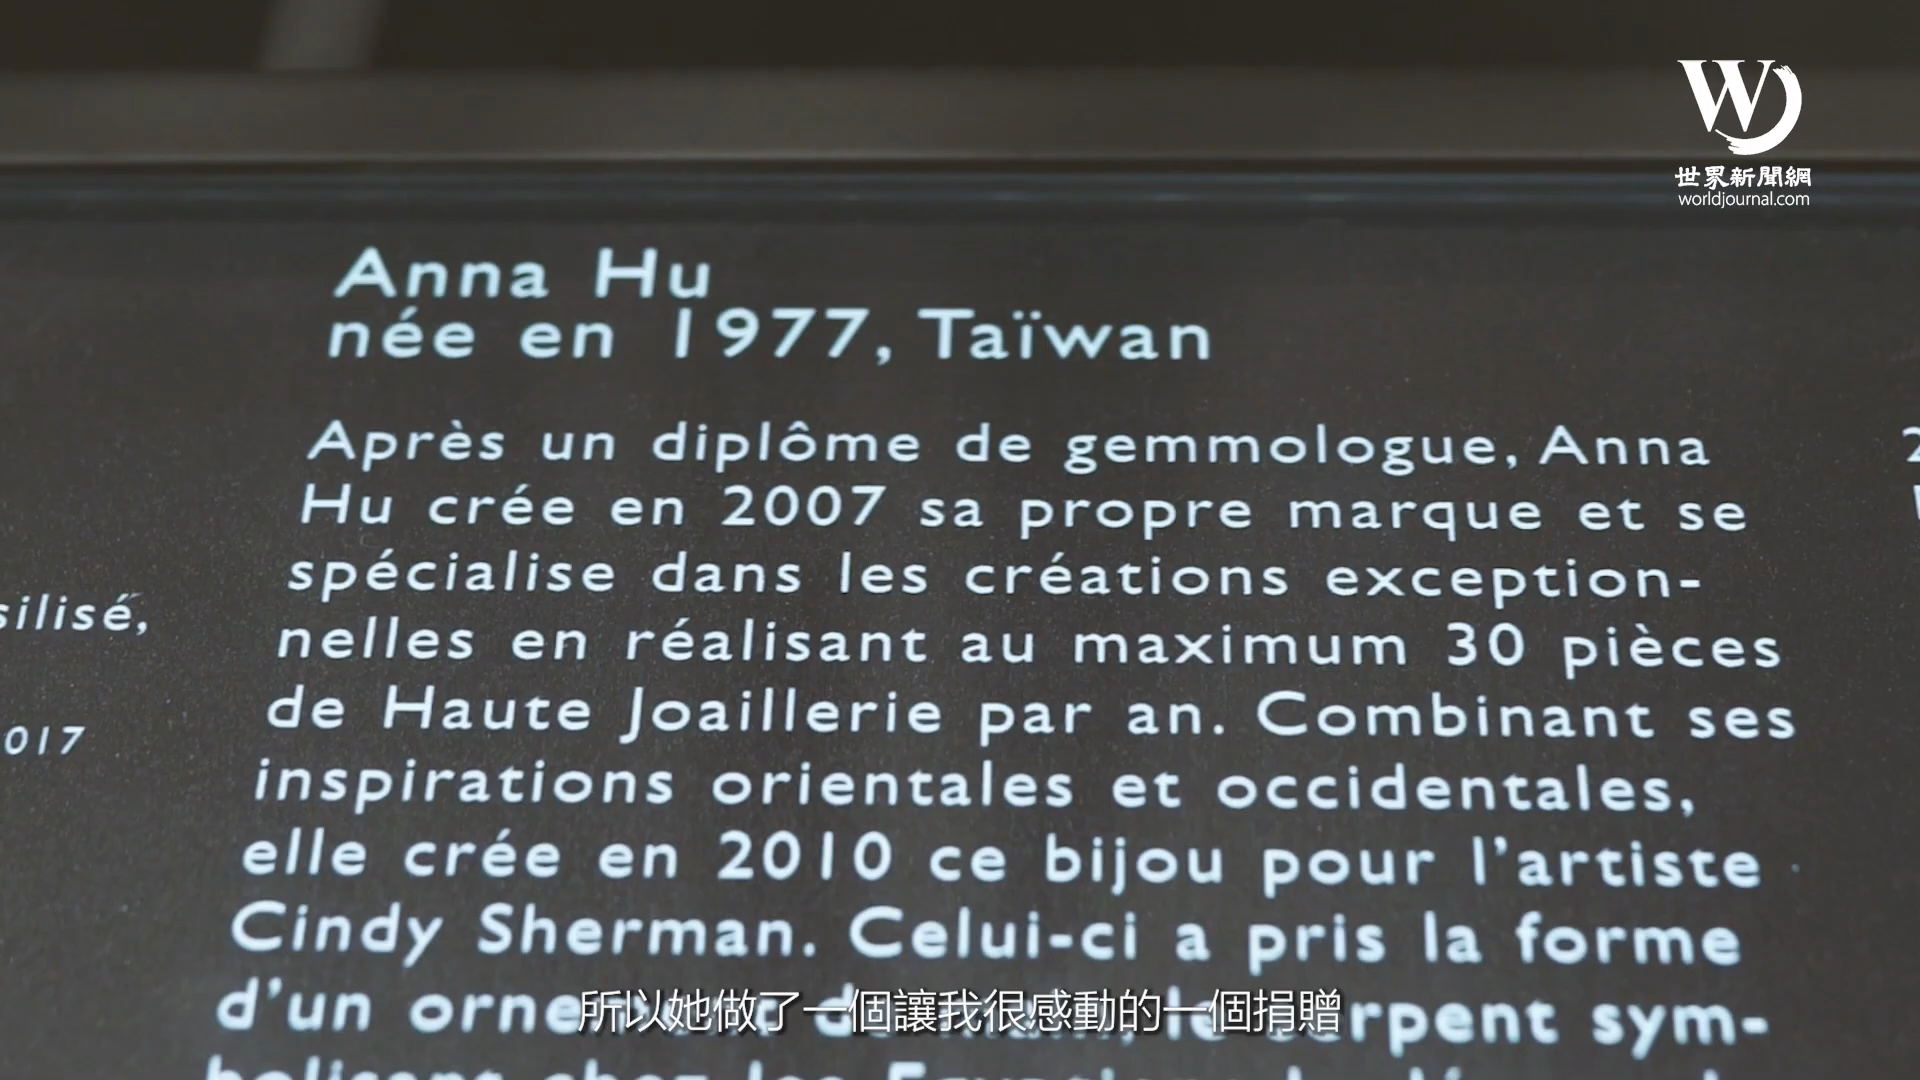 世界新聞網
worldjournal.com
Anna Hu
née en 1977, Taïwan
Après un diplôme de gemmologue, Anna
Hu crée en 2007 sa propre marque et se
spécialise dans les créations exception-
nelles en réalisant au maximum 30 pièces
de Haute Joaillerie par an. Combinant ses
inspirations orientales et occidentales,
elle crée en 2010 ce bijou pour l'artiste
Cindy Sherman. Celui-ci a pris la forme
d'un serpent sym-
所以她做了一個讓我很感動的一個捐贈
silisé,
017